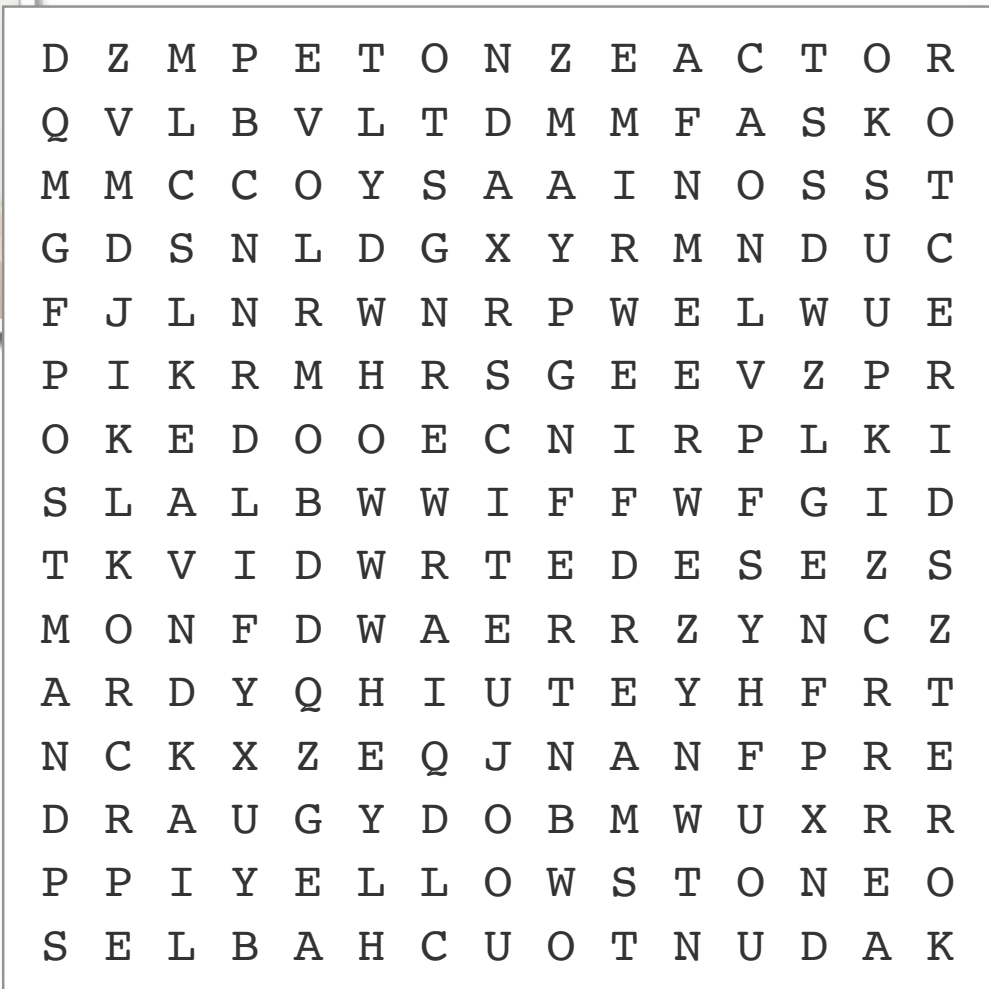 D Z M P E T O N Z E A C T O R
Q V L B V L T D M M F A S K O
M M C C O Y S A A I N O S S T
G D S N L D G X Y R M N D U C
F J L N R W N R P W E L W U E
P I K R M H R S G E E V Z P R
O K E D O O E C N I R P L K I
S L A L B W W I F F W F G I D
T K V I D W R T E D E S E Z S
M O N F D W A E R R Z Y N C Z
A R D Y Q H I U T E Y H F R T
N C K X Z E Q J N A N F P R E
D R A U G Y D O B M W U X R R
P P I Y E L L O W S T O N E O
S E L B A H C U O T N U D A K